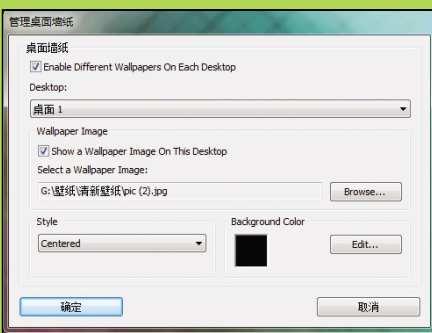 管理桌面墙纸
桌面墙纸
Enable Different Wallpapers On Each Desktop
Desktop:
桌面 1
Wallpaper Image
Show a Wallpaper Image On This Desktop
Select a Wallpaper Image:
G:\壁纸\清新壁纸\pic (2).jpg
Browse...
Style
Background Color
Centered
Edit...
确定
取消